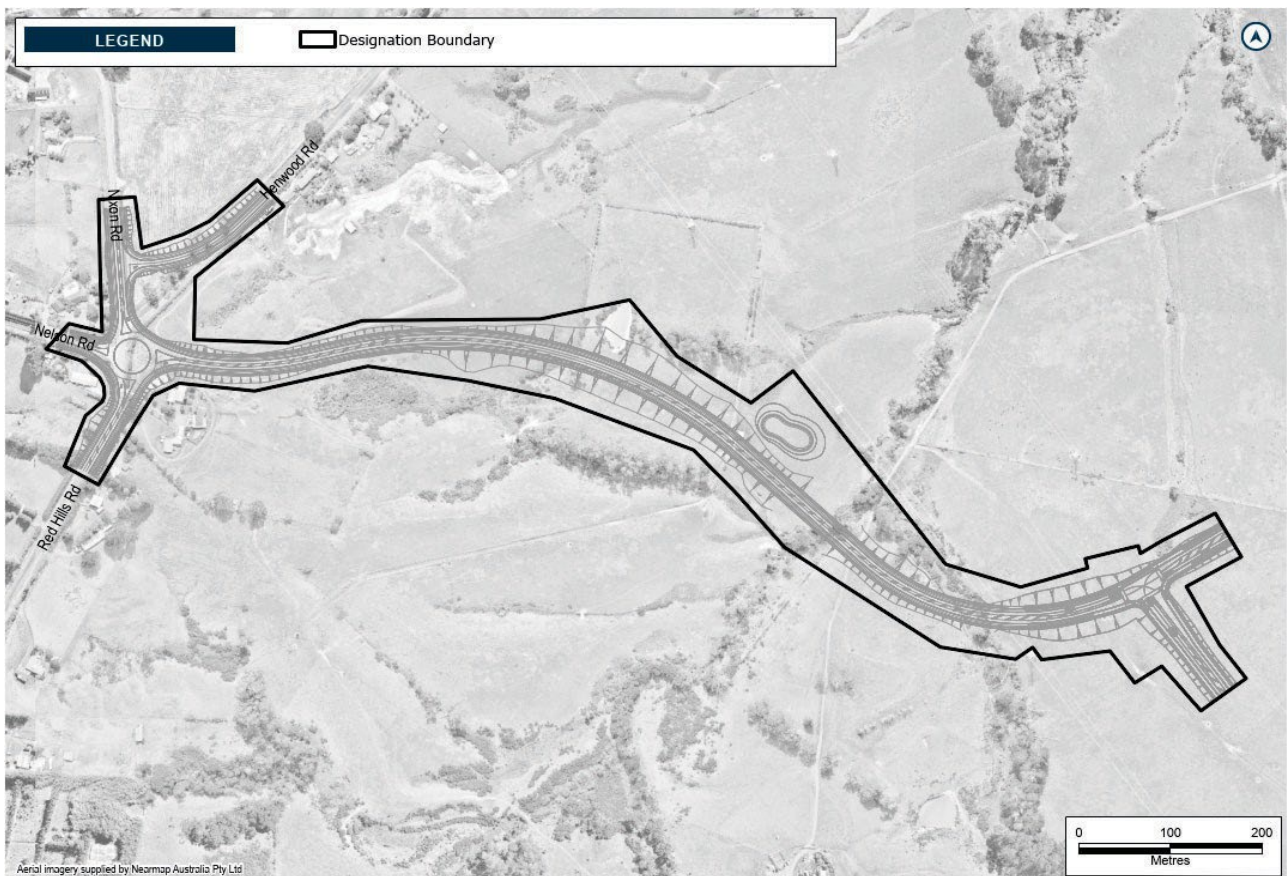 LEGEND
Designation Boundary
Henwood Rd
Nixon Rd
Nelson Rd
Red Hills Rd
0 100 200
Metres
Aerial imagery supplied by Nearmap Australia Pty Ltd